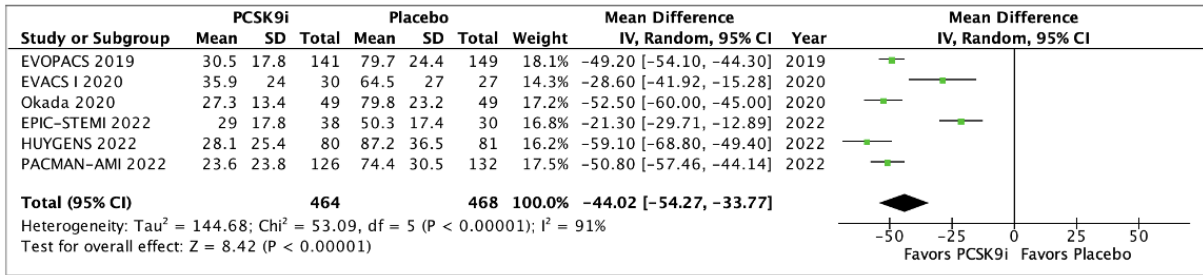 PCSK9i Placebo Mean Difference Mean Difference
Study or Subgroup Mean SD Total Mean SD Total Weight IV, Random, 95% CI Year IV, Random, 95% CI
EVOPACS 2019 30.5 17.8 141 79.7 24.4 149 18.1% -49.20 [-54.10, -44.30] 2019
EVACS I 2020 35.9 24 30 64.5 27 27 14.3% -28.60 [-41.92, -15.28] 2020
Okada 2020 27.3 13.4 49 79.8 23.2 49 17.2% -52.50 [-60.00, -45.00] 2020
EPIC-STEMI 2022 29 17.8 38 50.3 17.4 30 16.8% -21.30 [-29.71, -12.89] 2022
HUYGENS 2022 28.1 25.4 80 87.2 36.5 81 16.2% -59.10 [-68.80, -49.40] 2022
PACMAN-AMI 2022 23.6 23.8 126 74.4 30.5 132 17.5% -50.80 [-57.46, -44.14] 2022
Total (95% CI) 464 468 100.0% -44.02 [-54.27, -33.77]
Heterogeneity: Tau² = 144.68; Chi² = 53.09, df = 5 (P < 0.00001); I² = 91%
Test for overall effect: Z = 8.42 (P < 0.00001)
-50 -25 0 25 50
Favors PCSK9i Favors Placebo